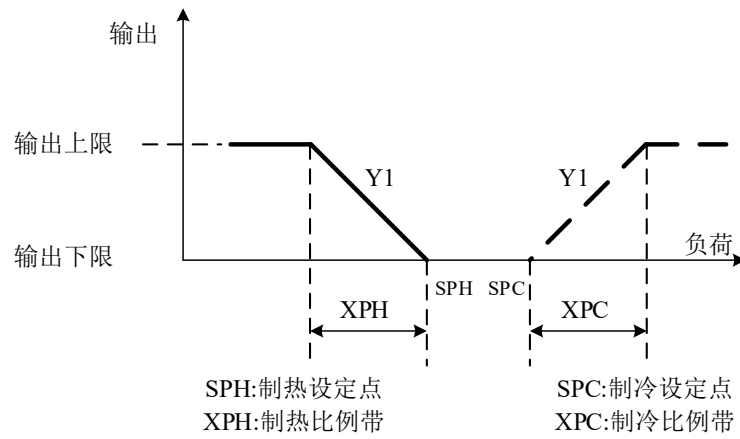 输出
输出上限
Y1
Y1
输出下限
负荷
SPH
SPC
XPH
XPC
SPH:制热设定点
XPH:制热比例带
SPC:制冷设定点
XPC:制冷比例带